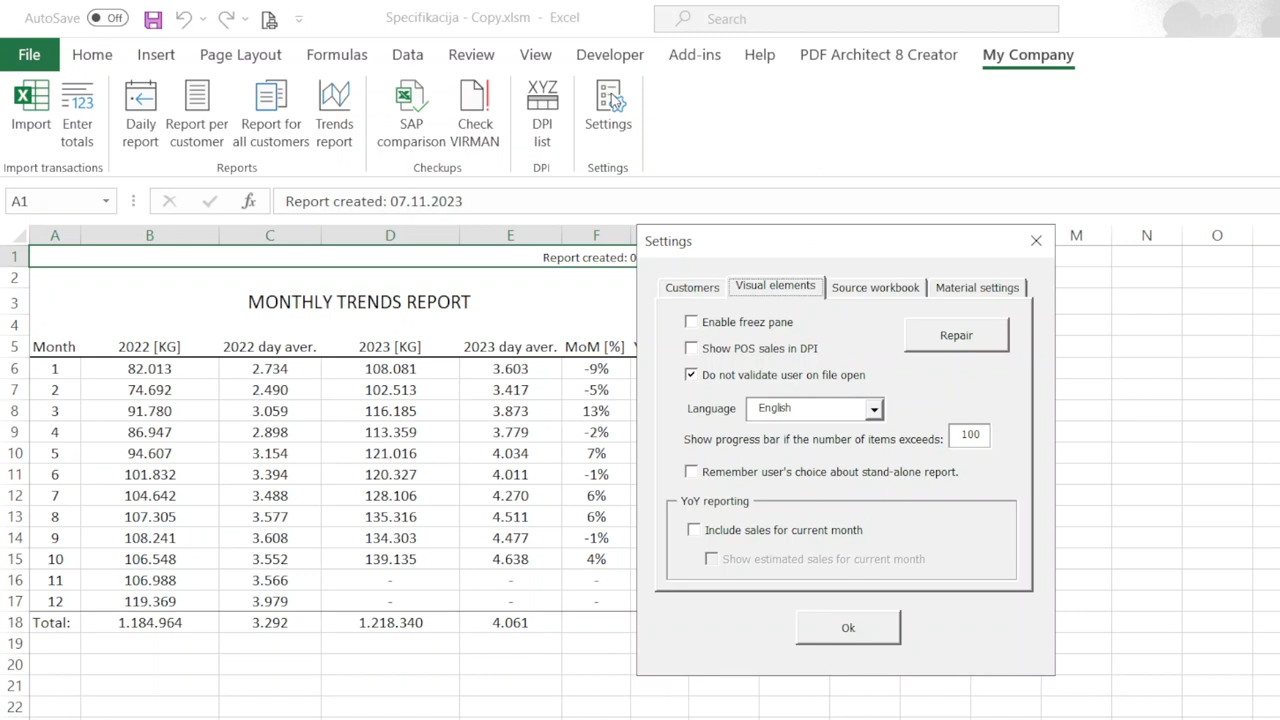 AutoSave Off Specifikacija - Copy.xlsm - Excel Search
File Home Insert Page Layout Formulas Data Review View Developer Add-ins Help PDF Architect 8 Creator My Company
Import Enter totals Daily report Report per customer Report for all customers Trends report SAP comparison Check VIRMAN XYZ DPI list Settings
Import transactions Reports Checkups DPI Settings
A1 fx Report created: 07.11.2023
A B C D E F M N O
1 Report created: 0
2
3 MONTHLY TRENDS REPORT
4
5 Month 2022 [KG] 2022 day aver. 2023 [KG] 2023 day aver. MoM [%]
6 1 82.013 2.734 108.081 3.603 -9%
7 2 74.692 2.490 102.513 3.417 -5%
8 3 91.780 3.059 116.185 3.873 13%
9 4 86.947 2.898 113.359 3.779 -2%
10 5 94.607 3.154 121.016 4.034 7%
11 6 101.832 3.394 120.327 4.011 -1%
12 7 104.642 3.488 128.106 4.270 6%
13 8 107.305 3.577 135.316 4.511 6%
14 9 108.241 3.608 134.303 4.477 -1%
15 10 106.548 3.552 139.135 4.638 4%
16 11 106.988 3.566 - - -
17 12 119.369 3.979 - - -
18 Total: 1.184.964 3.292 1.218.340 4.061
19
20
21
22
Settings
Customers Visual elements Source workbook Material settings
Enable freez pane
Repair
Show POS sales in DPI
Do not validate user on file open
Language English
Show progress bar if the number of items exceeds: 100
Remember user's choice about stand-alone report.
YoY reporting
Include sales for current month
Show estimated sales for current month
Ok